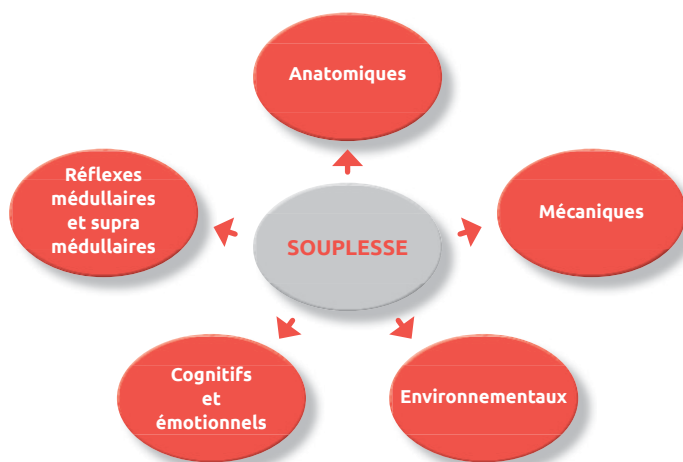 Anatomiques
Réflexes
médullaires
et supra
médullaires
Mécaniques
SOUPLESSE
Cognitifs
et
émotionnels
Environnementaux